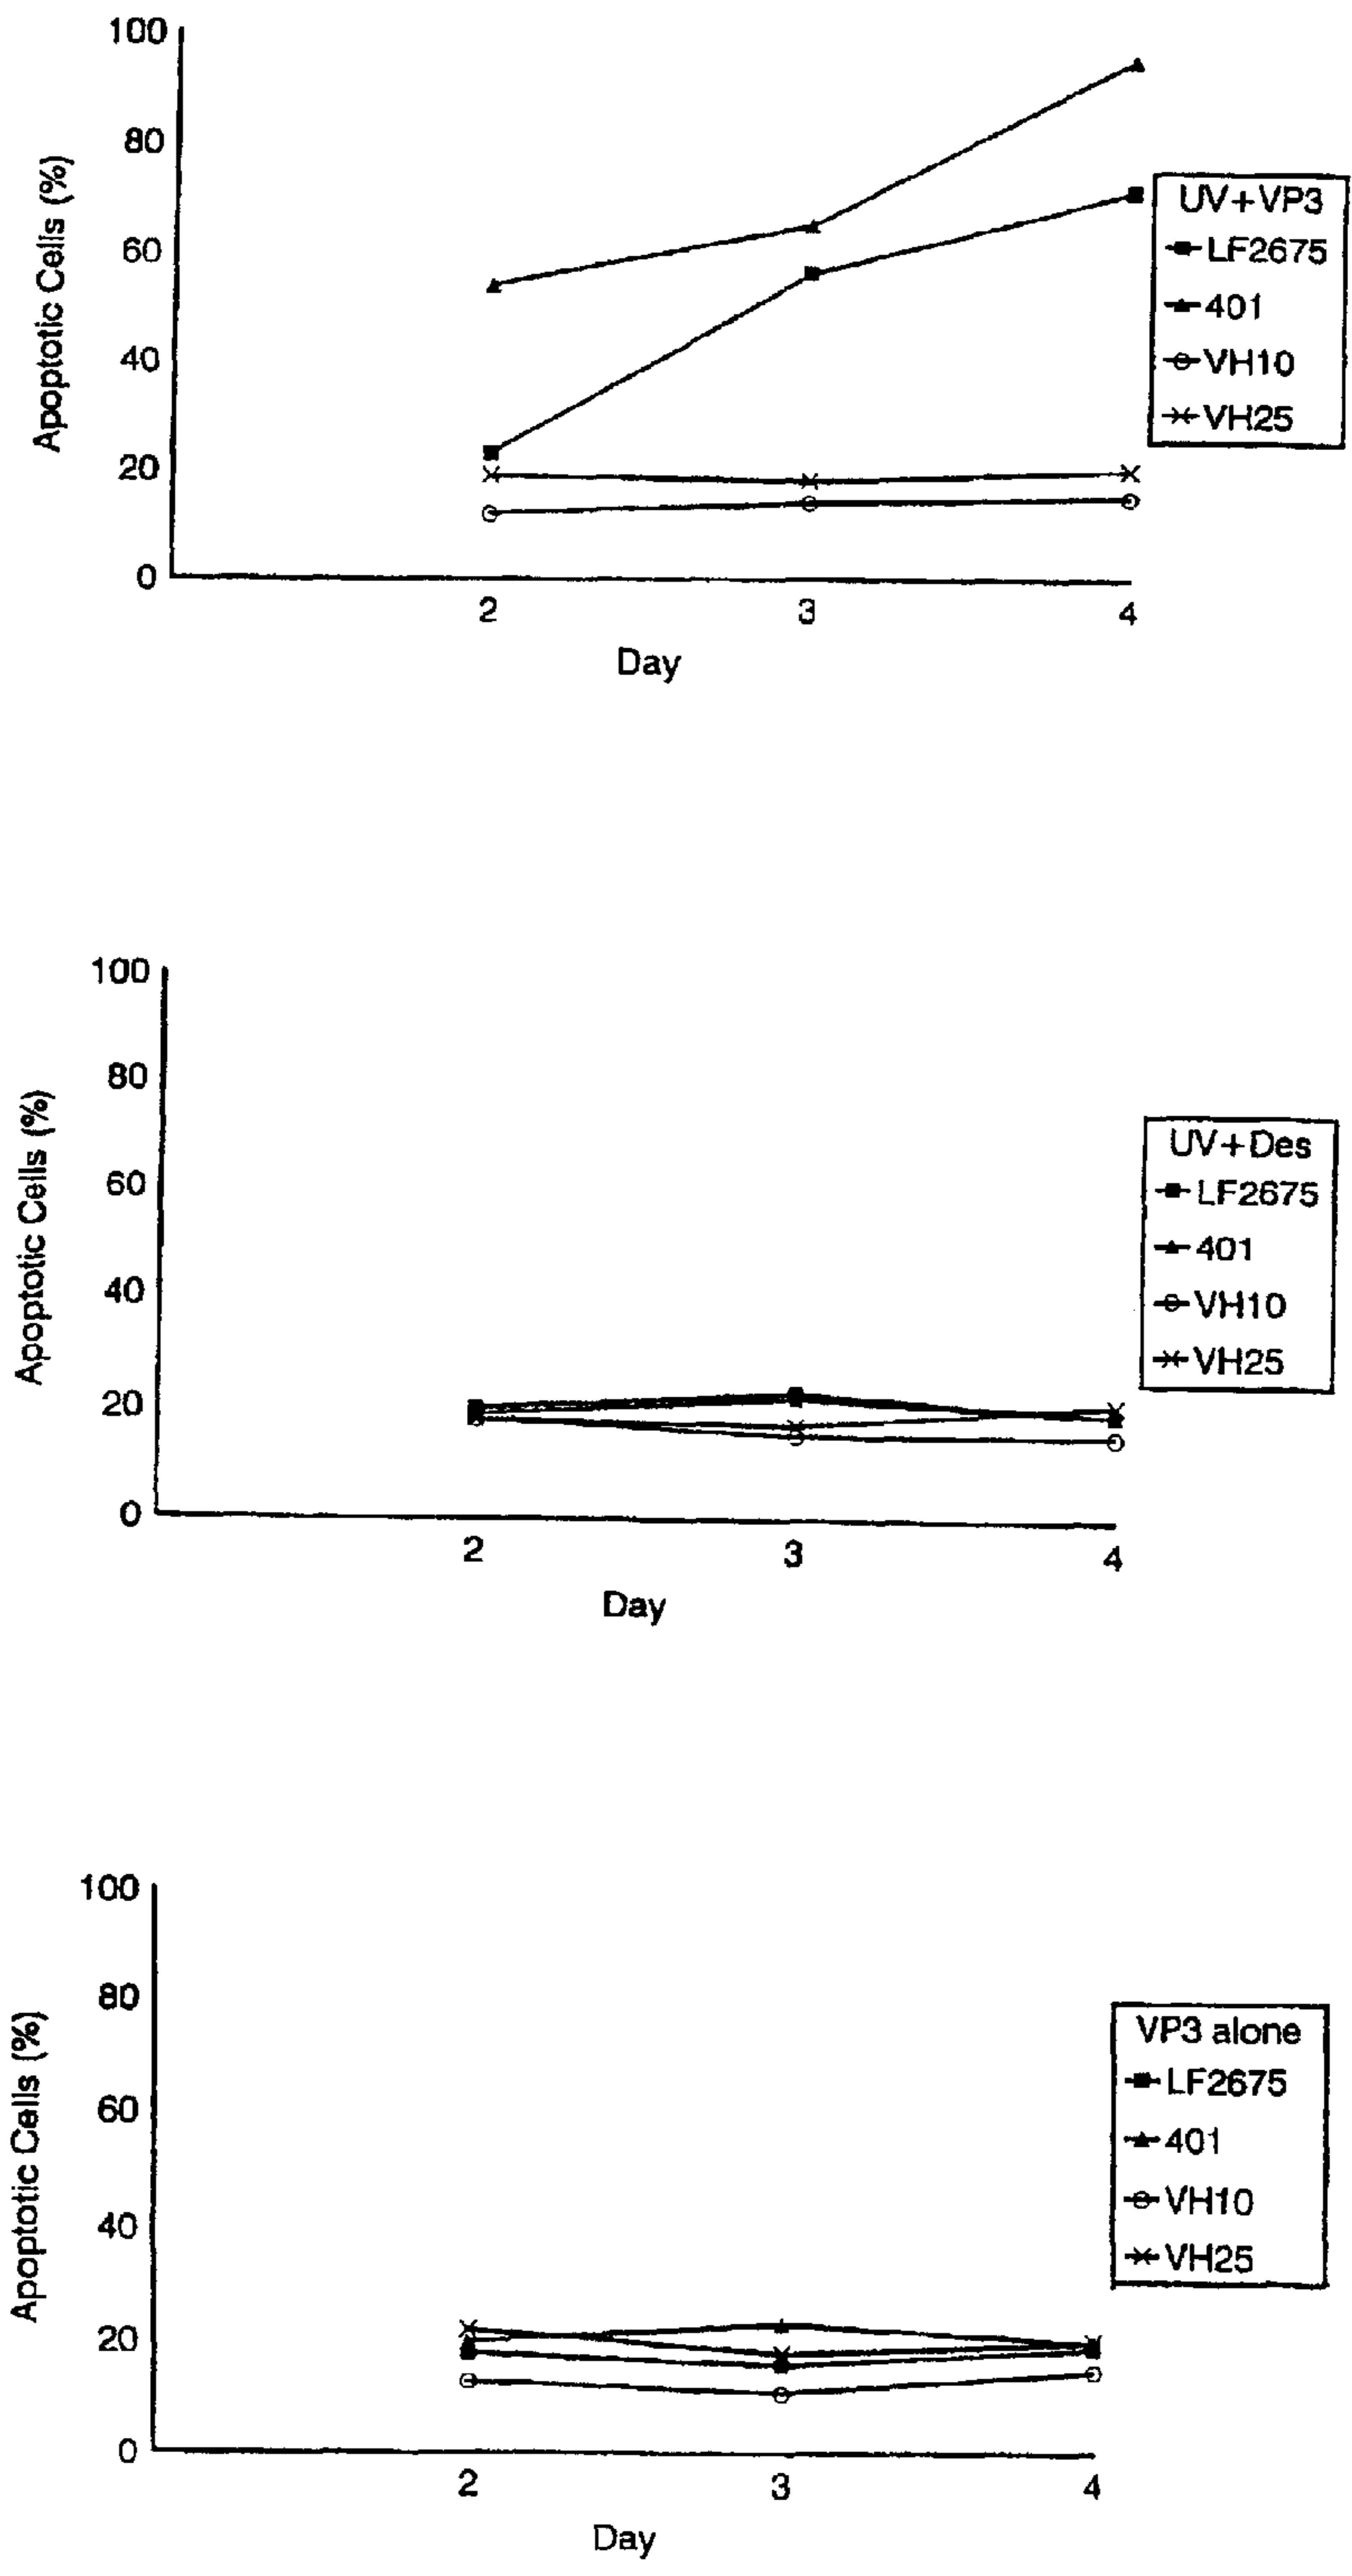 100
80
60
40
20
0
Apoptotic Cells (%)
2 3 4
Day
UV+VP3
LF2675
401
VH10
VH25
100
80
60
40
20
0
Apoptotic Cells (%)
2 3 4
Day
UV+Des
LF2675
401
VH10
VH25
100
80
60
40
20
0
Apoptotic Cells (%)
2 3 4
Day
VP3 alone
LF2675
401
VH10
VH25